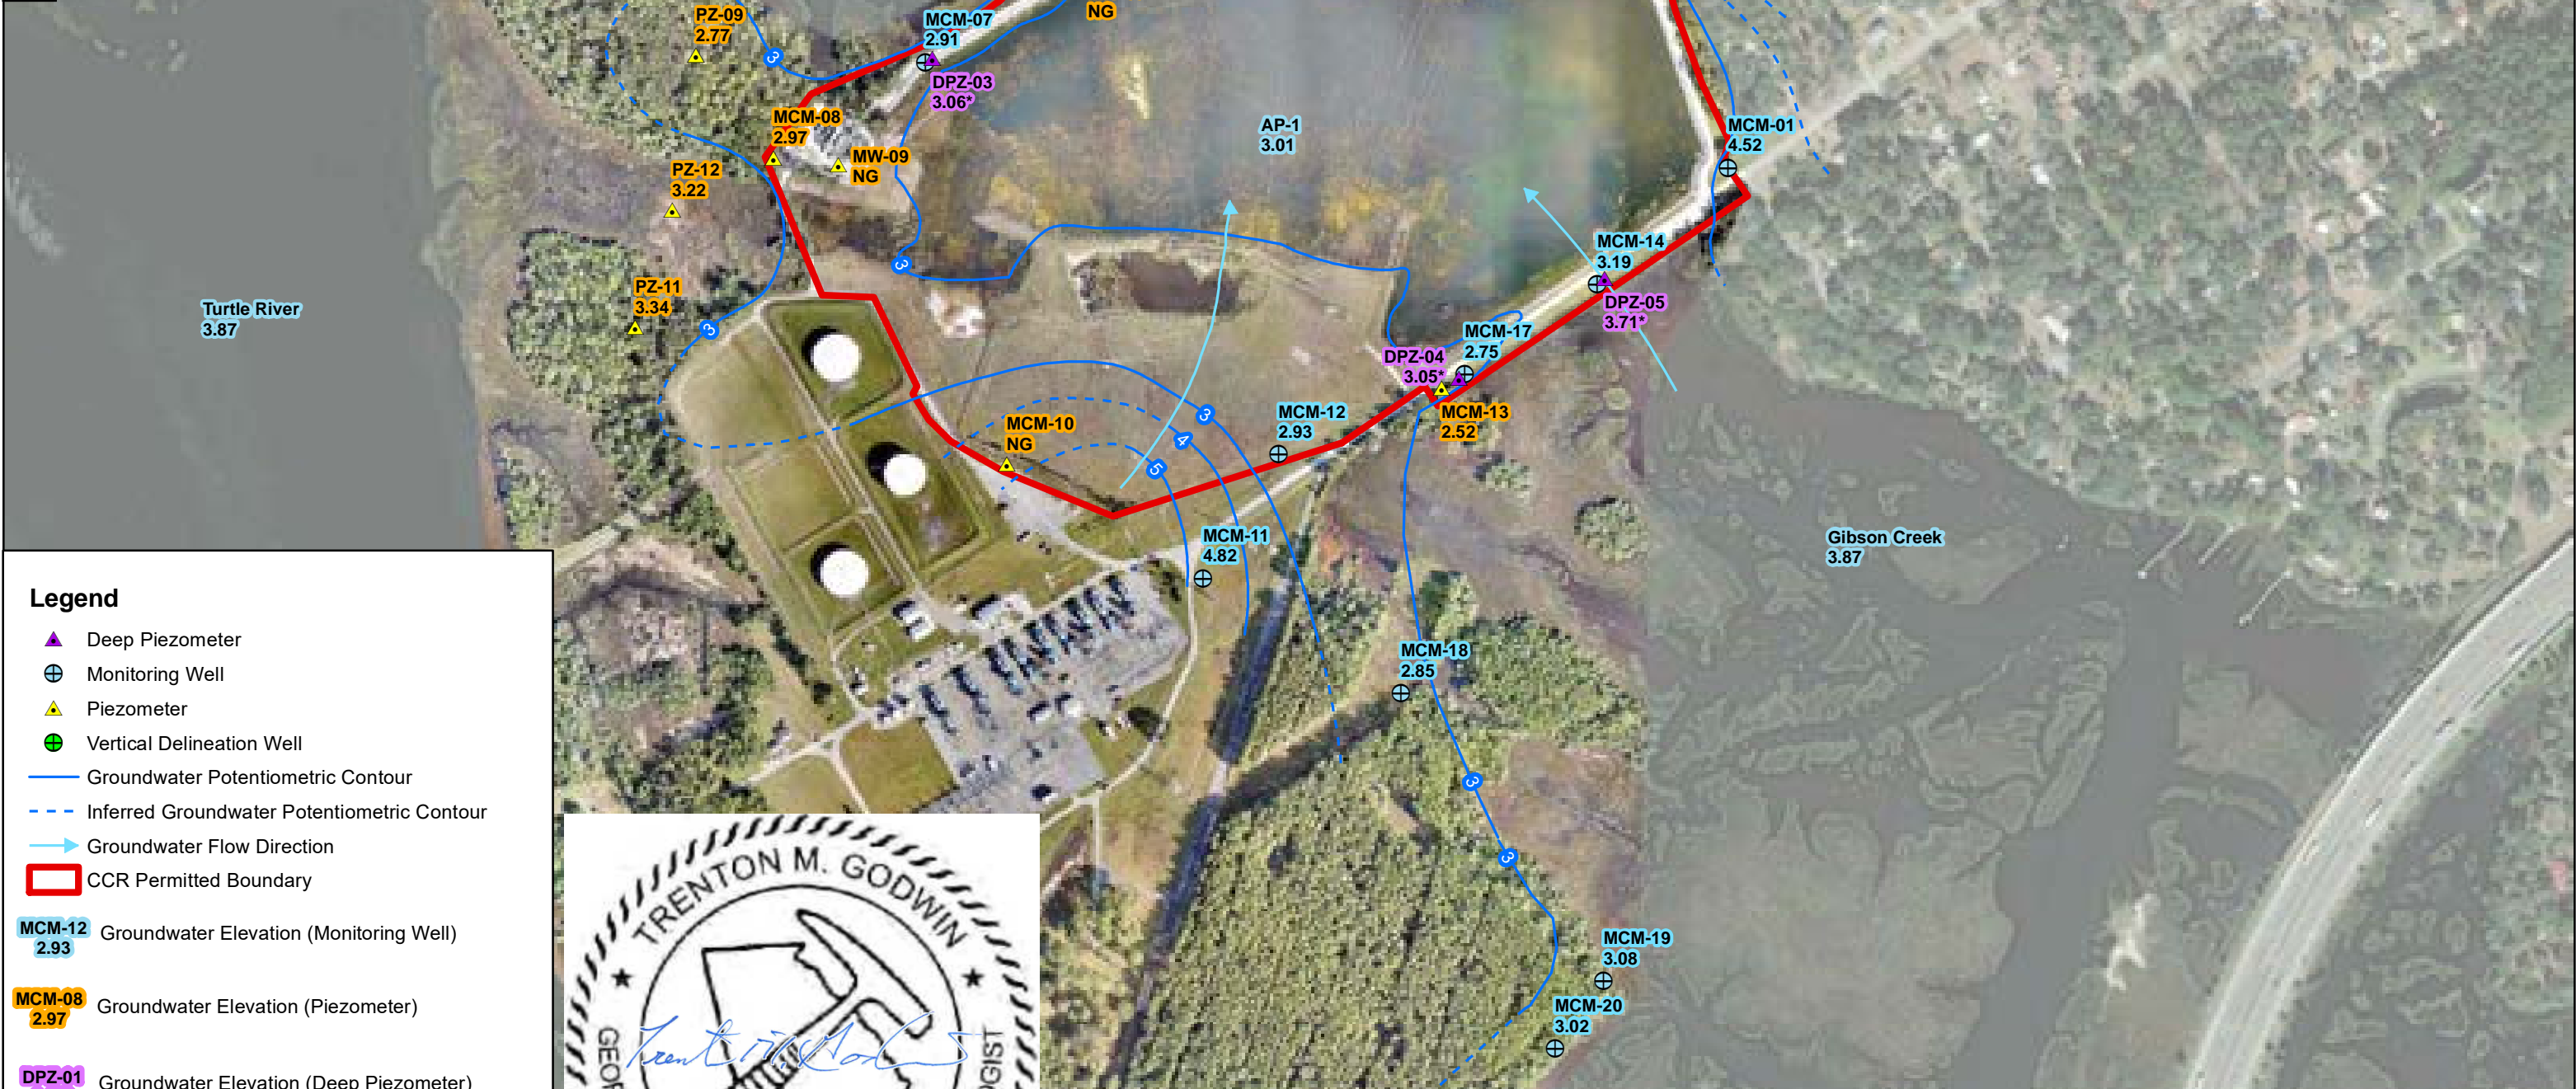 PZ-09
2.77
MCM-07
2.91
NG
3
DPZ-03
3.06*
MCM-08
2.97
MW-09
NG
AP-1
3.01
MCM-01
4.52
PZ-12
3.22
3
MCM-14
3.19
PZ-11
3.34
3
Turtle River
3.87
DPZ-05
3.71*
MCM-17
2.75
DPZ-04
3.05*
MCM-13
2.52
MCM-12
2.93
3
4
5
MCM-10
NG
MCM-11
4.82
Gibson Creek
3.87
MCM-18
2.85
3
3
MCM-19
3.08
MCM-20
3.02
Legend
Deep Piezometer
Monitoring Well
Piezometer
Vertical Delineation Well
Groundwater Potentiometric Contour
Inferred Groundwater Potentiometric Contour
Groundwater Flow Direction
CCR Permitted Boundary
MCM-12
2.93
Groundwater Elevation (Monitoring Well)
MCM-08
2.97
Groundwater Elevation (Piezometer)
DPZ-01
Groundwater Elevation (Deep Piezometer)
TRENTON M. GODWIN